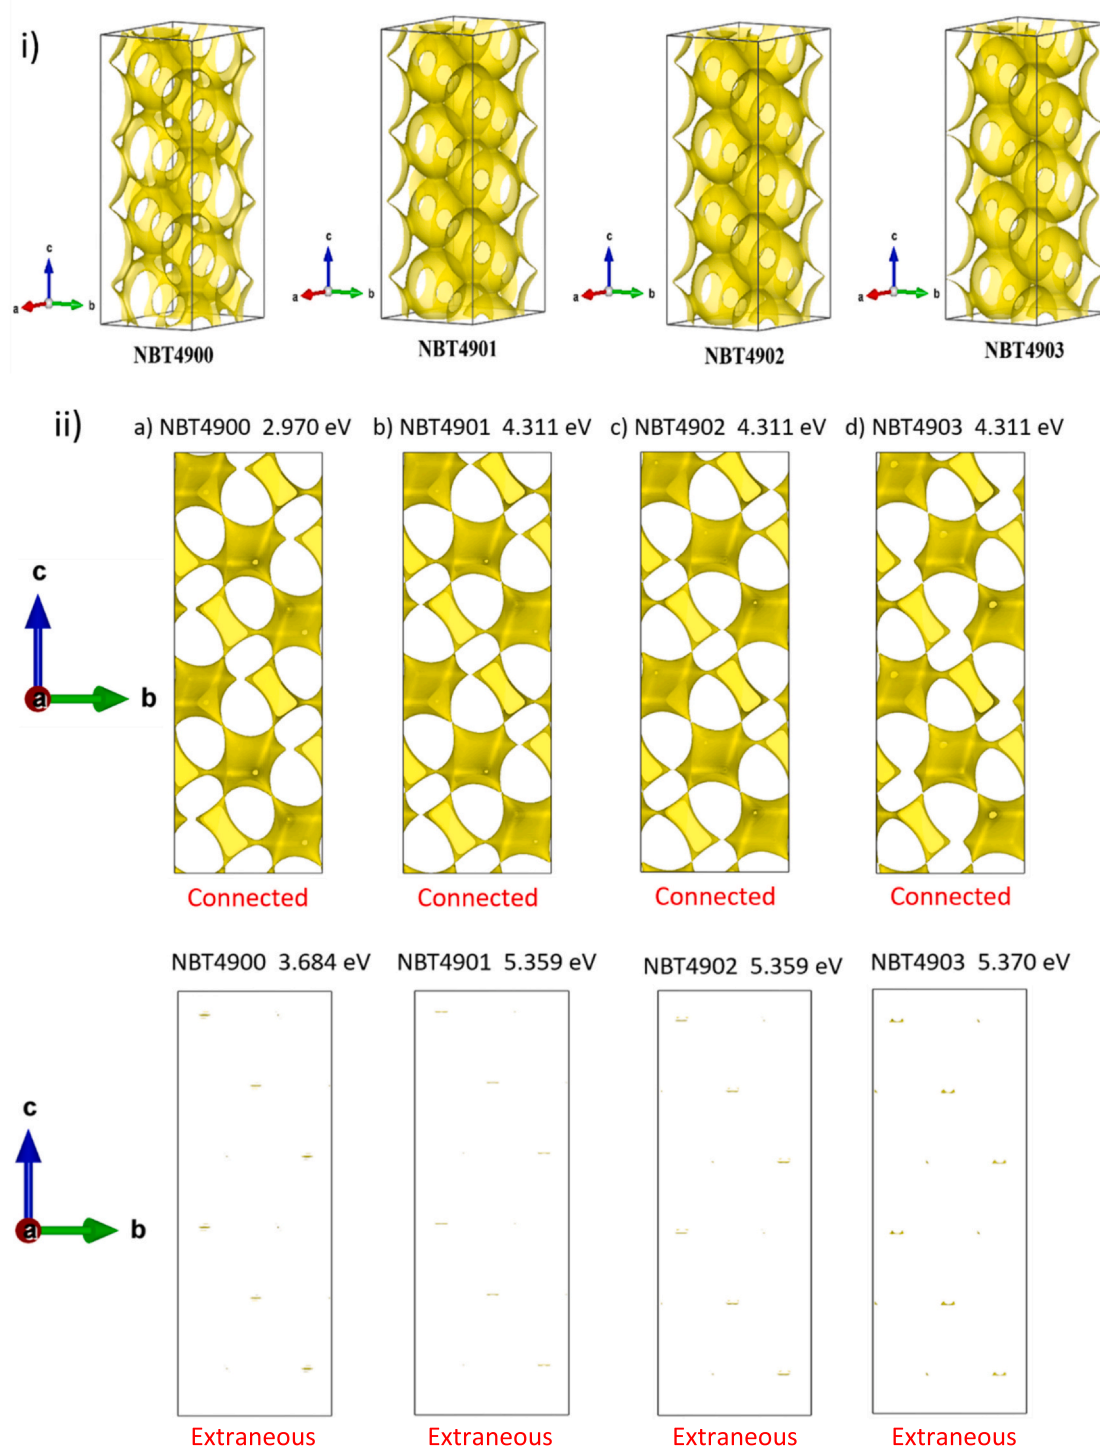 i)
c
a
b
c
a
b
c
a
b
c
a
b
NBT4900
NBT4901
NBT4902
NBT4903
ii)
a) NBT4900 2.970 eV
b) NBT4901 4.311 eV
c) NBT4902 4.311 eV
d) NBT4903 4.311 eV
c
a
b
Connected
Connected
Connected
Connected
NBT4900 3.684 eV
NBT4901 5.359 eV
NBT4902 5.359 eV
NBT4903 5.370 eV
c
a
b
Extraneous
Extraneous
Extraneous
Extraneous